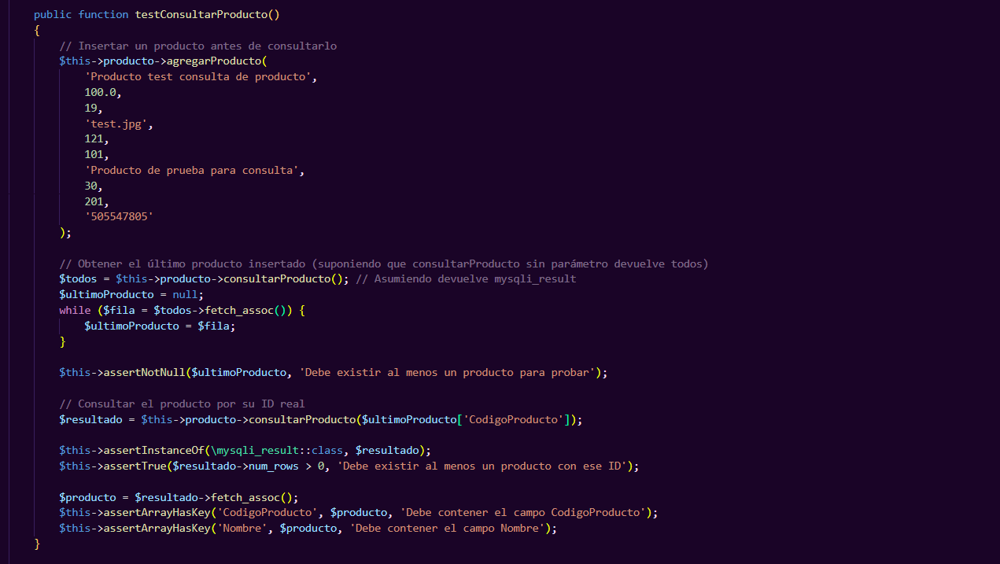 public function testConsultarProducto()
{
// Insertar un producto antes de consultarlo
$this->producto->agregarProducto(
'Producto test consulta de producto',
100.0,
19,
'test.jpg',
121,
101,
'Producto de prueba para consulta',
30,
201,
'505547805'
);
// Obtener el último producto insertado (suponiendo que consultarProducto sin parámetro devuelve todos)
$todos = $this->producto->consultarProducto(); // Asumiendo devuelve mysqli_result
$ultimoProducto = null;
while ($fila = $todos->fetch_assoc()) {
$ultimoProducto = $fila;
}
$this->assertNotNull($ultimoProducto, 'Debe existir al menos un producto para probar');
// Consultar el producto por su ID real
$resultado = $this->producto->consultarProducto($ultimoProducto['CodigoProducto']);
$this->assertInstanceOf(\mysqli_result::class, $resultado);
$this->assertTrue($resultado->num_rows > 0, 'Debe existir al menos un producto con ese ID');
$producto = $resultado->fetch_assoc();
$this->assertArrayHasKey('CodigoProducto', $producto, 'Debe contener el campo CodigoProducto');
$this->assertArrayHasKey('Nombre', $producto, 'Debe contener el campo Nombre');
}